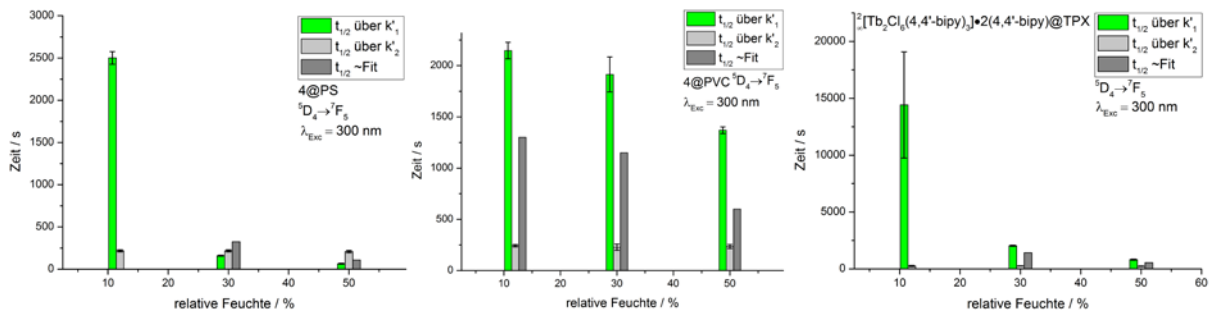 3000
2500
2000
1500
1000
500
0
Zeit / s
10 20 30 40 50
relative Feuchte / %
t1/2 über k'1
t1/2 über k'2
t1/2 ~Fit
4@PS
⁵D₄→⁷F₅
λExc = 300 nm
2000
1500
1000
500
0
Zeit / s
10 20 30 40 50
relative Feuchte / %
t1/2 über k'1
t1/2 über k'2
t1/2 ~Fit
4@PVC ⁵D₄→⁷F₅
λExc = 300 nm
²∞[Tb₂Cl₆(4,4'-bipy)₃]•2(4,4'-bipy)@TPX
20000
15000
10000
5000
0
Zeit / s
10 20 30 40 50 60
relative Feuchte / %
t1/2 über k'1
t1/2 über k'2
t1/2 ~Fit
⁵D₄→⁷F₅
λExc = 300 nm